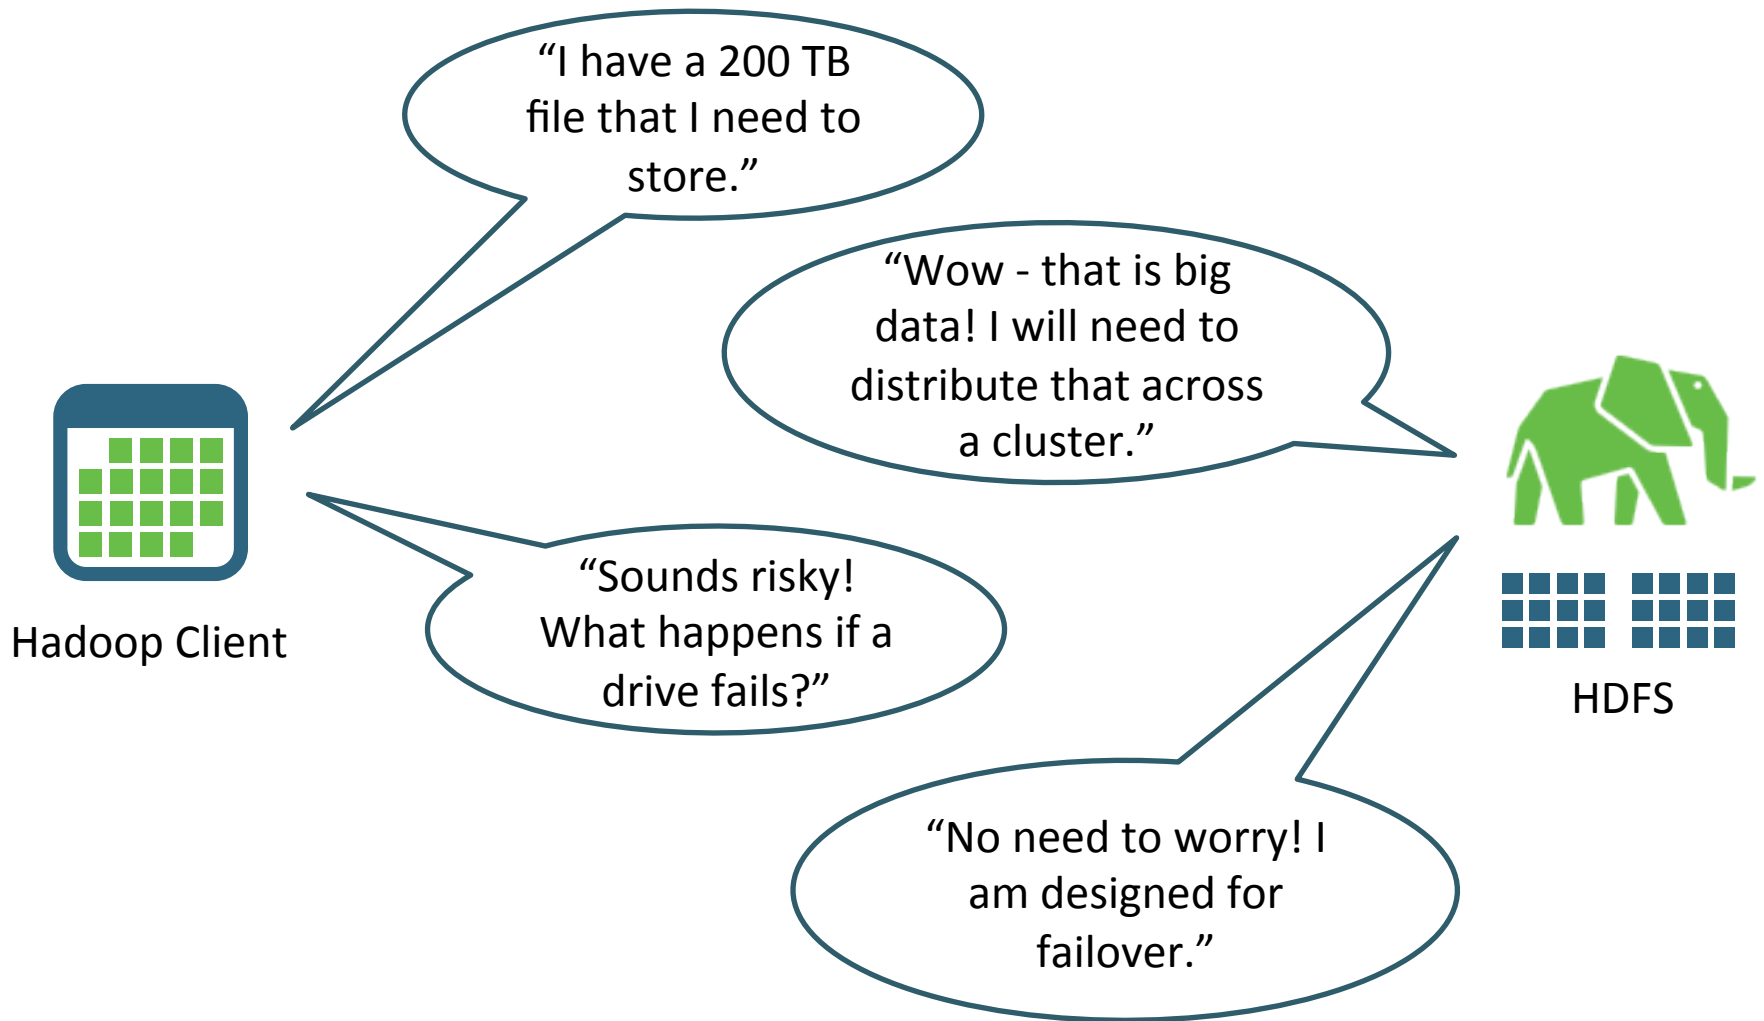 “I have a 200 TB
file that I need to
store.”
“Wow - that is big
data! I will need to
distribute that across
a cluster.”
“Sounds risky!
What happens if a
drive fails?”
Hadoop Client
HDFS
“No need to worry! I
am designed for
failover.”